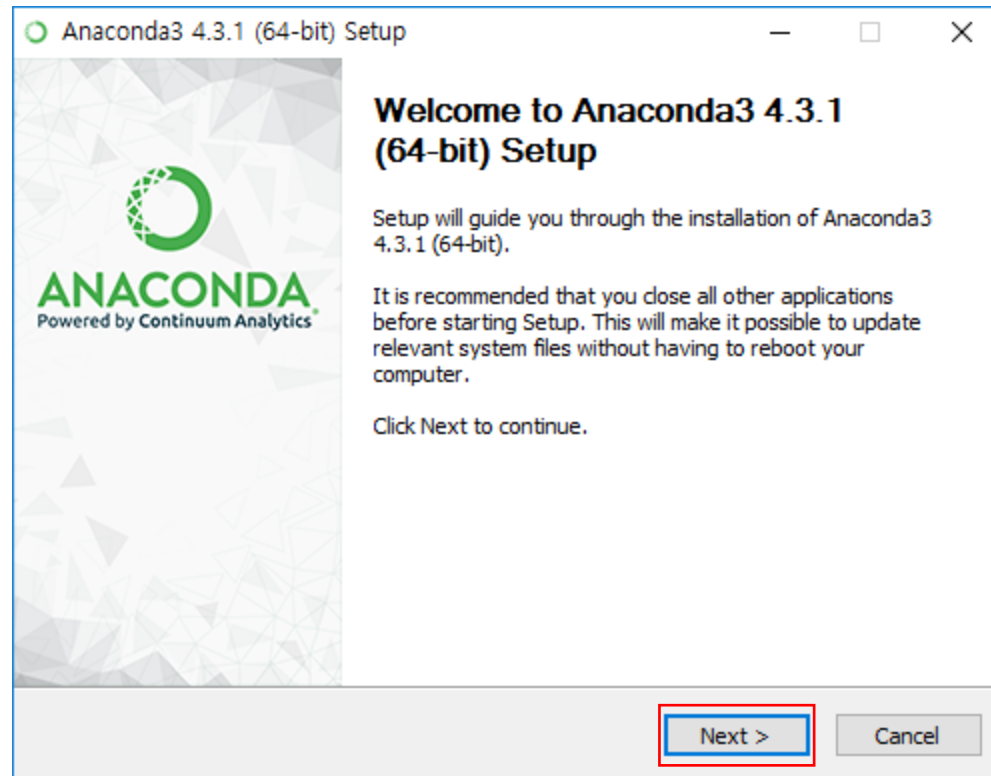 Anaconda3 4.3.1 (64-bit) Setup
Welcome to Anaconda3 4.3.1
(64-bit) Setup
Setup will guide you through the installation of Anaconda3
4.3.1 (64-bit).
It is recommended that you close all other applications
before starting Setup. This will make it possible to update
relevant system files without having to reboot your
computer.
Click Next to continue.
ANACONDA
Powered by Continuum Analytics®
Next >
Cancel